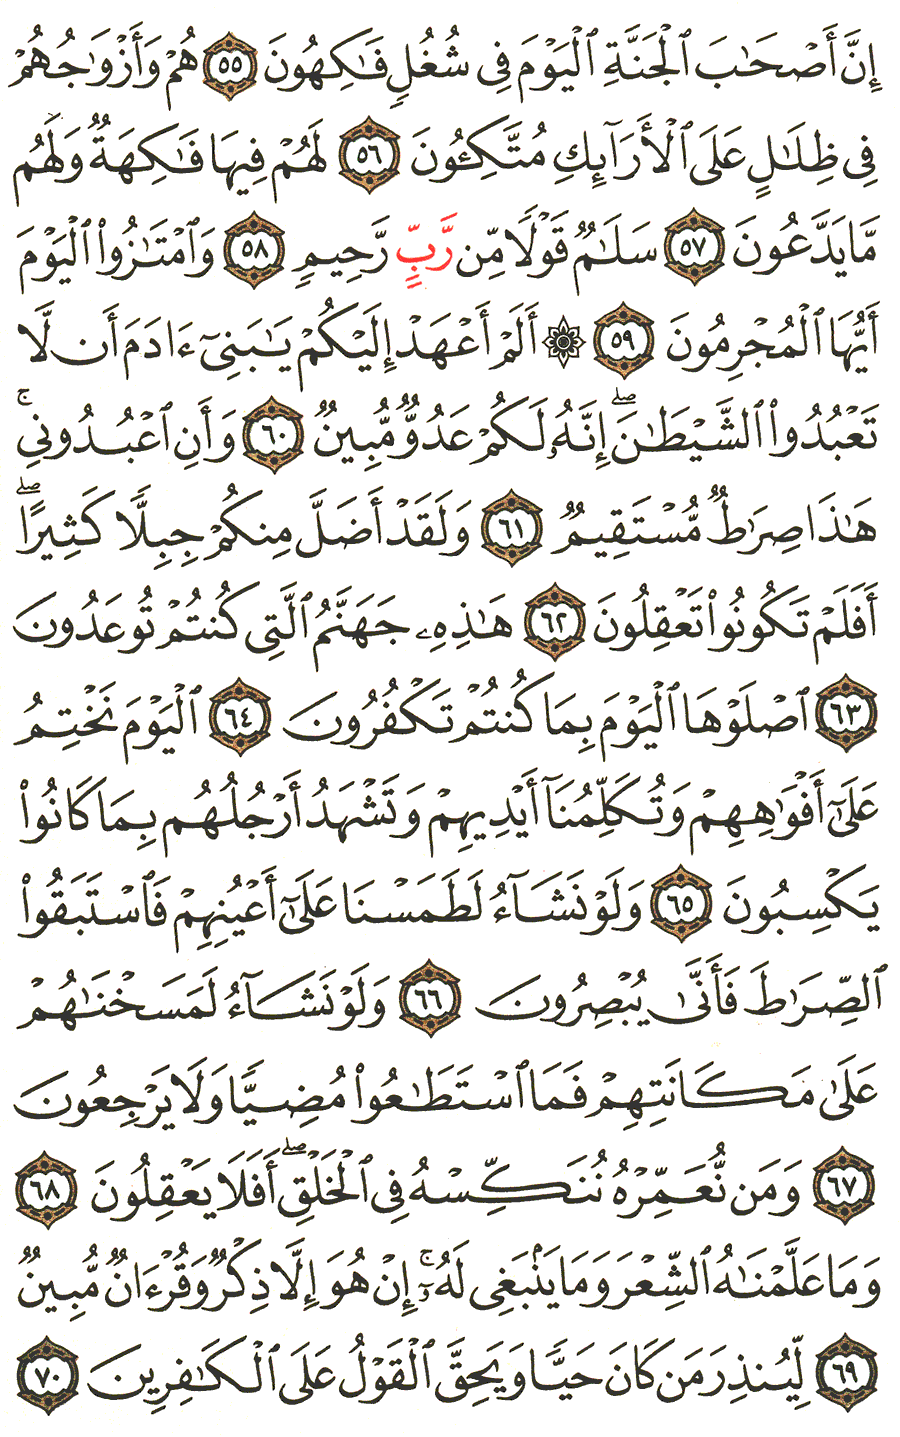 إِنَّ أَصْحَٰبَ ٱلْجَنَّةِ ٱلْيَوْمَ فِى شُغُلٍ فَٰكِهُونَ ٥٥ هُمْ وَأَزْوَٰجُهُمْ
فِى ظِلَٰلٍ عَلَى ٱلْأَرَآئِكِ مُتَّكِـُٔونَ ٥٦ لَهُمْ فِيهَا فَٰكِهَةٌ وَلَهُم
مَّا يَدَّعُونَ ٥٧ سَلَٰمٌ قَوْلًا مِّن رَّبٍّ رَّحِيمٍ ٥٨ وَٱمْتَٰزُوا۟ ٱلْيَوْمَ
أَيُّهَا ٱلْمُجْرِمُونَ ٥٩ ۞ أَلَمْ أَعْهَدْ إِلَيْكُمْ يَٰبَنِىٓ ءَادَمَ أَن لَّا
تَعْبُدُوا۟ ٱلشَّيْطَٰنَ ۖ إِنَّهُۥ لَكُمْ عَدُوٌّ مُّبِينٌ ٦٠ وَأَنِ ٱعْبُدُونِى ۚ
هَٰذَا صِرَٰطٌ مُّسْتَقِيمٌ ٦١ وَلَقَدْ أَضَلَّ مِنكُمْ جِبِلًّا كَثِيرًا ۖ
أَفَلَمْ تَكُونُوا۟ تَعْقِلُونَ ٦٢ هَٰذِهِۦ جَهَنَّمُ ٱلَّتِى كُنتُمْ تُوعَدُونَ
٦٣ ٱصْلَوْهَا ٱلْيَوْمَ بِمَا كُنتُمْ تَكْفُرُونَ ٦٤ ٱلْيَوْمَ نَخْتِمُ
عَلَىٰٓ أَفْوَٰهِهِمْ وَتُكَلِّمُنَآ أَيْدِيهِمْ وَتَشْهَدُ أَرْجُلُهُم بِمَا كَانُوا۟
يَكْسِبُونَ ٦٥ وَلَوْ نَشَآءُ لَطَمَسْنَا عَلَىٰٓ أَعْيُنِهِمْ فَٱسْتَبَقُوا۟
ٱلصِّرَٰطَ فَأَنَّىٰ يُبْصِرُونَ ٦٦ وَلَوْ نَشَآءُ لَمَسَخْنَٰهُمْ
عَلَىٰ مَكَانَتِهِمْ فَمَا ٱسْتَطَٰعُوا۟ مُضِيًّا وَلَا يَرْجِعُونَ
٦٧ وَمَن نُّعَمِّرْهُ نُنَكِّسْهُ فِى ٱلْخَلْقِ ۖ أَفَلَا يَعْقِلُونَ ٦٨
وَمَا عَلَّمْنَٰهُ ٱلشِّعْرَ وَمَا يَنۢبَغِى لَهُۥٓ ۚ إِنْ هُوَ إِلَّا ذِكْرٌ وَقُرْءَانٌ مُّبِينٌ
٦٩ لِّيُنذِرَ مَن كَانَ حَيًّا وَيَحِقَّ ٱلْقَوْلُ عَلَى ٱلْكَٰفِرِينَ ٧٠